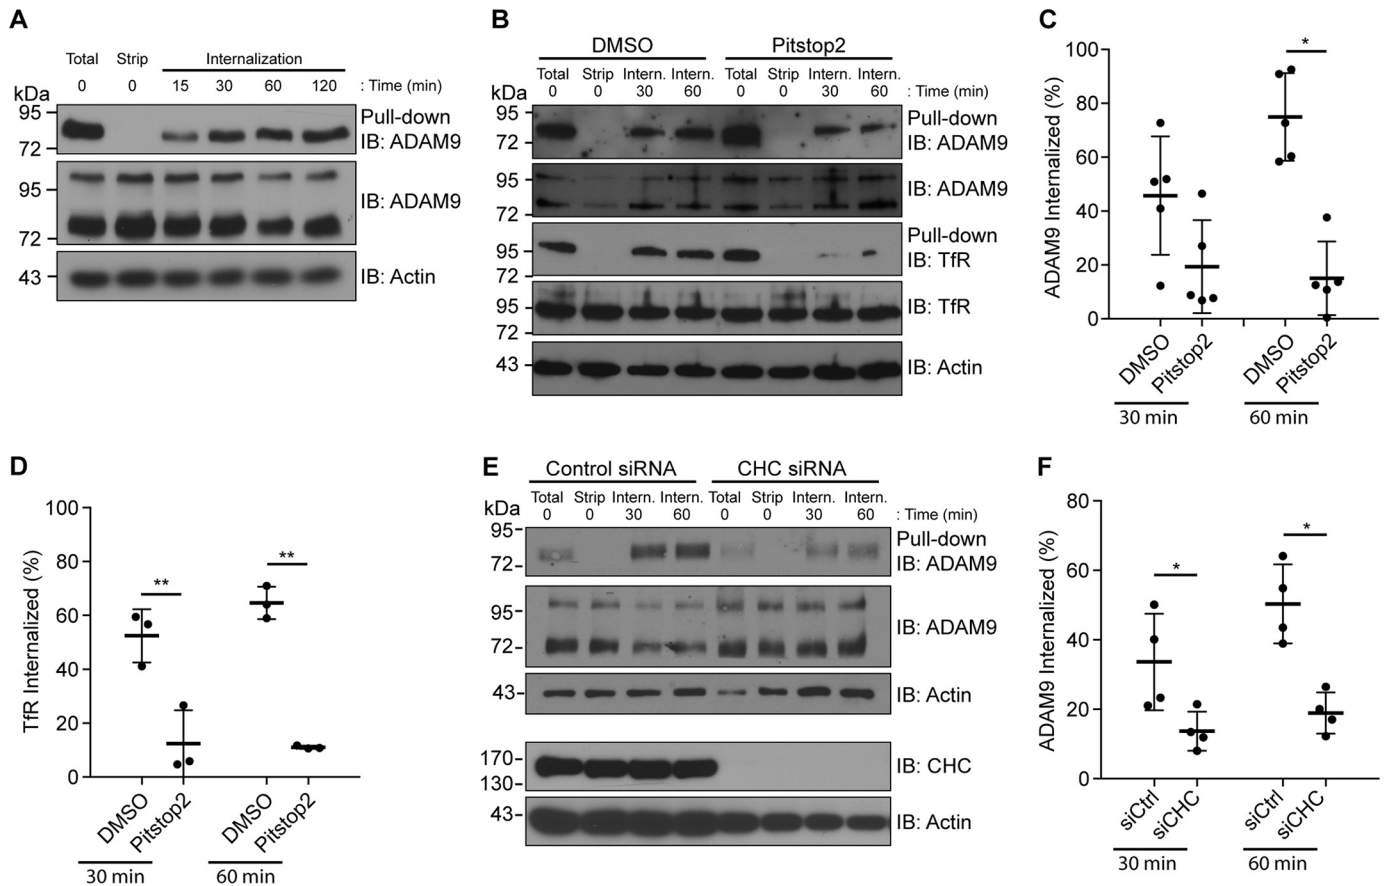 A
Total Strip Internalization
kDa 0 0 15 30 60 120 : Time (min)
95
72
Pull-down
IB: ADAM9
95
72
IB: ADAM9
43
IB: Actin
B
DMSO Pitstop2
Total Strip Intern. Intern. Total Strip Intern. Intern.
kDa 0 0 30 60 0 0 30 60 : Time (min)
95
72
Pull-down
IB: ADAM9
95
72
IB: ADAM9
95
72
Pull-down
IB: TfR
95
72
IB: TfR
43
IB: Actin
C
ADAM9 Internalized (%)
100
80
60
40
20
0
*
DMSO Pitstop2 DMSO Pitstop2
30 min 60 min
D
TfR Internalized (%)
100
80
60
40
20
0
** **
DMSO Pitstop2 DMSO Pitstop2
30 min 60 min
E
Control siRNA CHC siRNA
Total Strip Intern. Intern. Total Strip Intern. Intern.
kDa 0 0 30 60 0 0 30 60 : Time (min)
95
72
Pull-down
IB: ADAM9
95
72
IB: ADAM9
43
IB: Actin
170
130
IB: CHC
43
IB: Actin
F
ADAM9 Internalized (%)
80
60
40
20
0
* *
siCtrl siCHC siCtrl siCHC
30 min 60 min